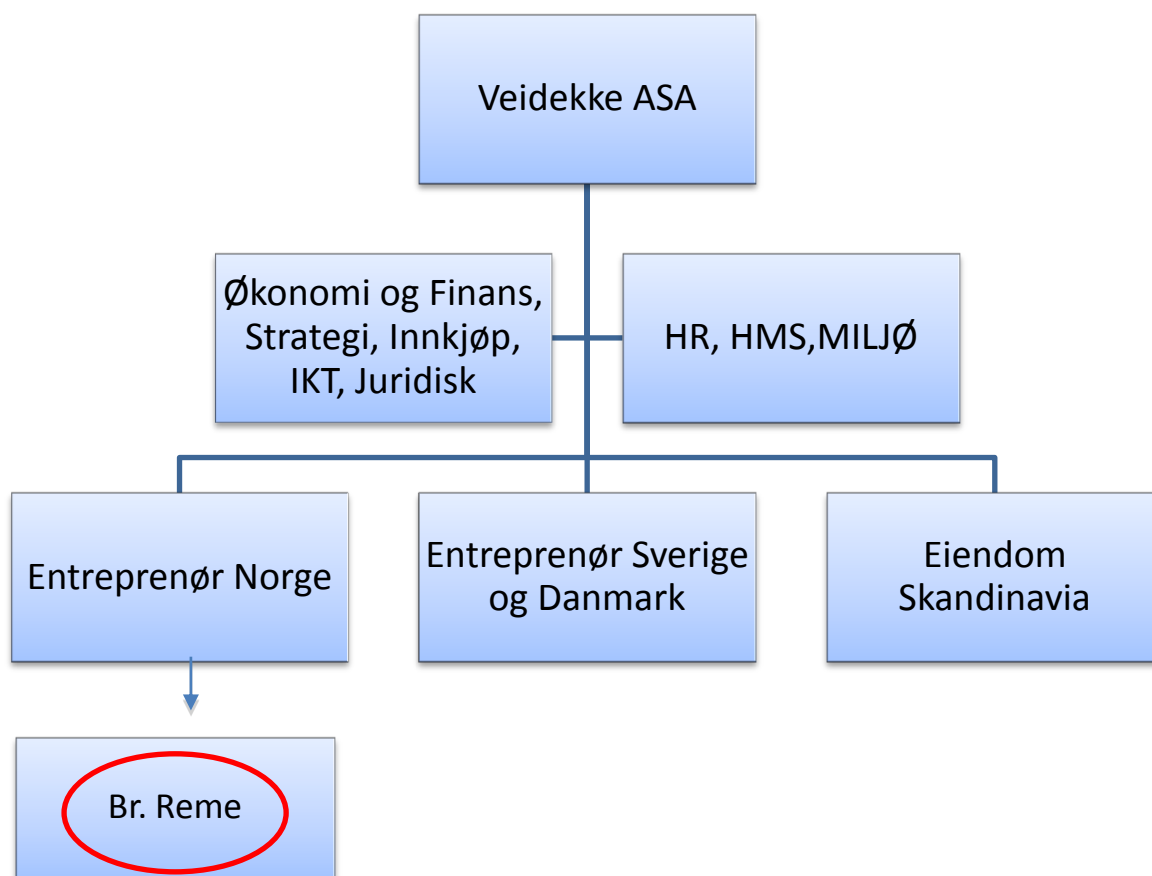 Veidekke ASA
Økonomi og Finans,
Strategi, Innkjøp,
IKT, Juridisk
HR, HMS,MILJØ
Entreprenør Norge
Entreprenør Sverige
og Danmark
Eiendom
Skandinavia
Br. Reme